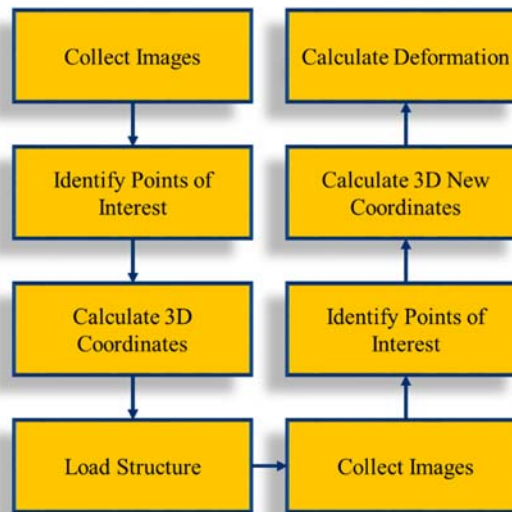 Collect Images
Identify Points of
Interest
Calculate 3D
Coordinates
Load Structure
Collect Images
Identify Points of
Interest
Calculate 3D New
Coordinates
Calculate Deformation